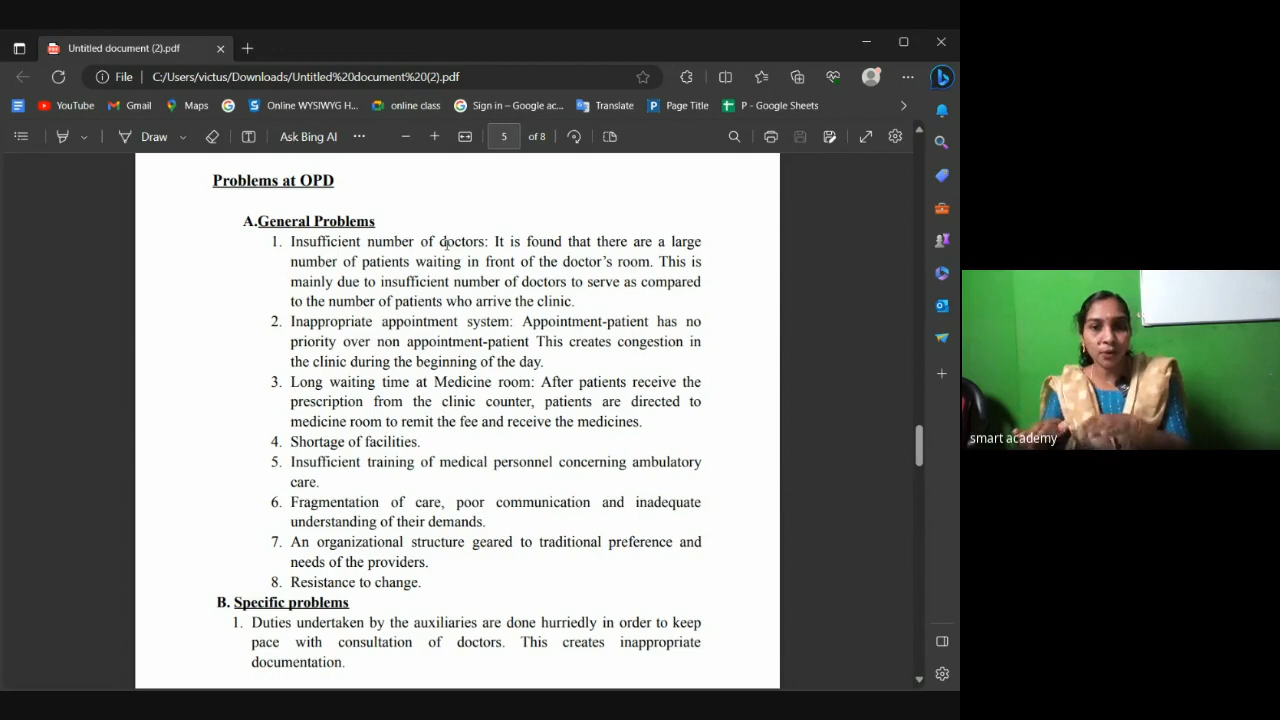 Untitled document (2).pdf
File C:/Users/victus/Downloads/Untitled%20document%20(2).pdf
YouTube Gmail Maps Online WYSIWYG H... online class Sign in – Google ac... Translate Page Title P - Google Sheets
Draw Ask Bing AI 5 of 8
Problems at OPD
A.General Problems
1. Insufficient number of doctors: It is found that there are a large
number of patients waiting in front of the doctor’s room. This is
mainly due to insufficient number of doctors to serve as compared
to the number of patients who arrive the clinic.
2. Inappropriate appointment system: Appointment-patient has no
priority over non appointment-patient This creates congestion in
the clinic during the beginning of the day.
3. Long waiting time at Medicine room: After patients receive the
prescription from the clinic counter, patients are directed to
medicine room to remit the fee and receive the medicines.
4. Shortage of facilities.
5. Insufficient training of medical personnel concerning ambulatory
care.
6. Fragmentation of care, poor communication and inadequate
understanding of their demands.
7. An organizational structure geared to traditional preference and
needs of the providers.
8. Resistance to change.
B. Specific problems
1. Duties undertaken by the auxiliaries are done hurriedly in order to keep
pace with consultation of doctors. This creates inappropriate
documentation.
smart academy